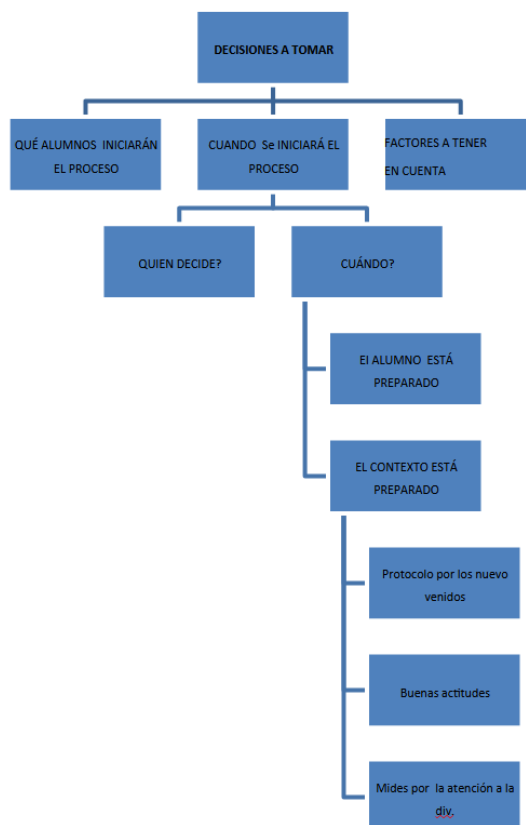 DECISIONES A TOMAR
QUÉ ALUMNOS INICIARÁN
EL PROCESO
CUANDO Se INICIARÁ EL
PROCESO
FACTORES A TENER
EN CUENTA
QUIEN DECIDE?
CUÁNDO?
El ALUMNO ESTÁ
PREPARADO
EL CONTEXTO ESTÁ
PREPARADO
Protocolo por los nuevo
venidos
Buenas actitudes
Mides por la atención a la
div.